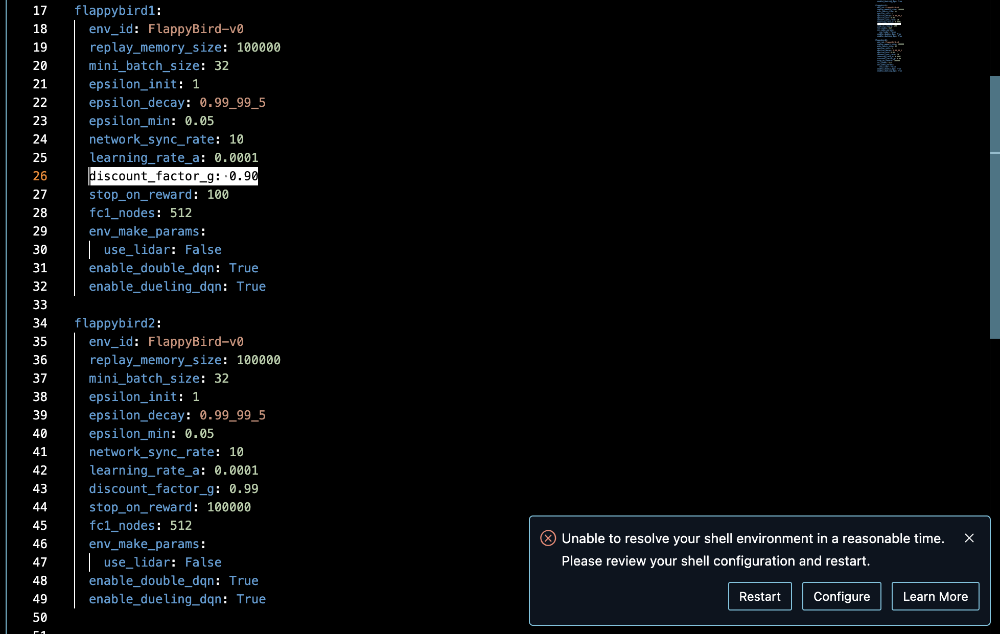 17 flappybird1:
18 env_id: FlappyBird-v0
19 replay_memory_size: 100000
20 mini_batch_size: 32
21 epsilon_init: 1
22 epsilon_decay: 0.99_99_5
23 epsilon_min: 0.05
24 network_sync_rate: 10
25 learning_rate_a: 0.0001
26 discount_factor_g: 0.90
27 stop_on_reward: 100
28 fc1_nodes: 512
29 env_make_params:
30 use_lidar: False
31 enable_double_dqn: True
32 enable_dueling_dqn: True
33
34 flappybird2:
35 env_id: FlappyBird-v0
36 replay_memory_size: 100000
37 mini_batch_size: 32
38 epsilon_init: 1
39 epsilon_decay: 0.99_99_5
40 epsilon_min: 0.05
41 network_sync_rate: 10
42 learning_rate_a: 0.0001
43 discount_factor_g: 0.99
44 stop_on_reward: 100000
45 fc1_nodes: 512
46 env_make_params:
47 use_lidar: False
48 enable_double_dqn: True
49 enable_dueling_dqn: True
50
Unable to resolve your shell environment in a reasonable time.
Please review your shell configuration and restart.
Restart Configure Learn More